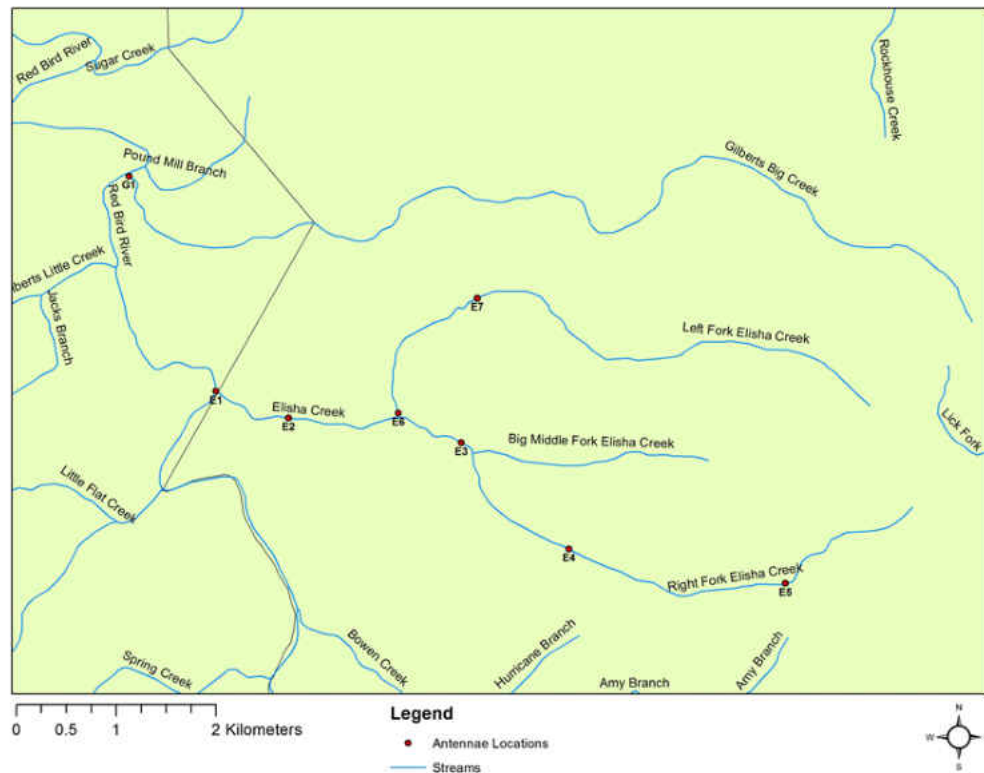 Red Bird River
Sugar Creek
Rockhouse Creek
Pound Mill Branch
G1
Gilberts Big Creek
Red Bird River
lberts Little Creek
Jacks Branch
E7
Left Fork Elisha Creek
E1
Elisha Creek
E2
E6
E3
Big Middle Fork Elisha Creek
Lick Fork
Little Flat Creek
E4
Right Fork Elisha Creek
E5
Spring Creek
Bowen Creek
Hurricane Branch
Amy Branch
Amy Branch
0 0.5 1 2 Kilometers
Legend
Antennae Locations
Streams
N
W E
S